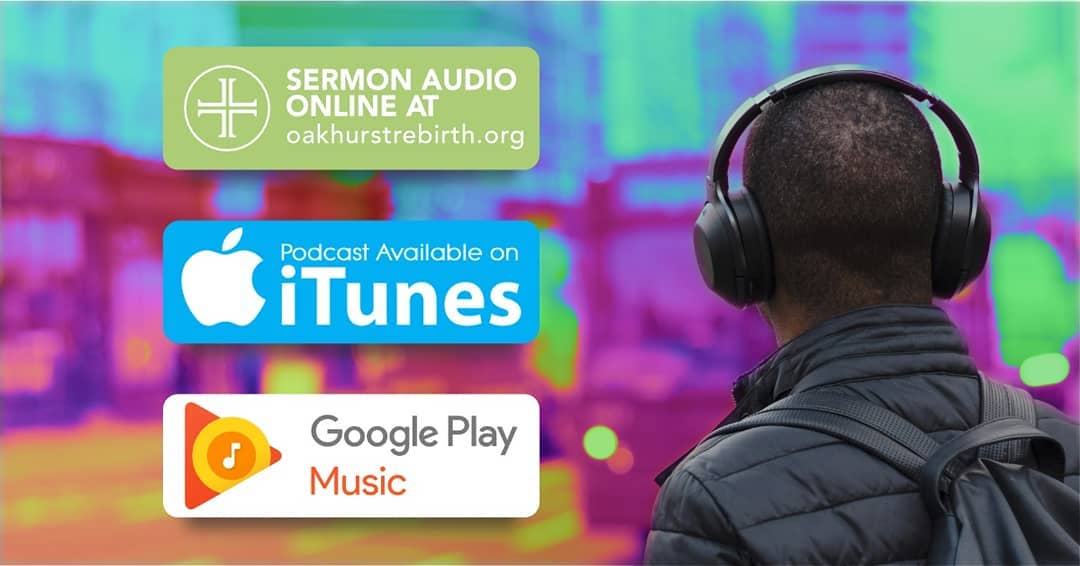 SERMON AUDIO
ONLINE AT
oakhurstrebirth.org
Podcast Available on
iTunes
Google Play
Music